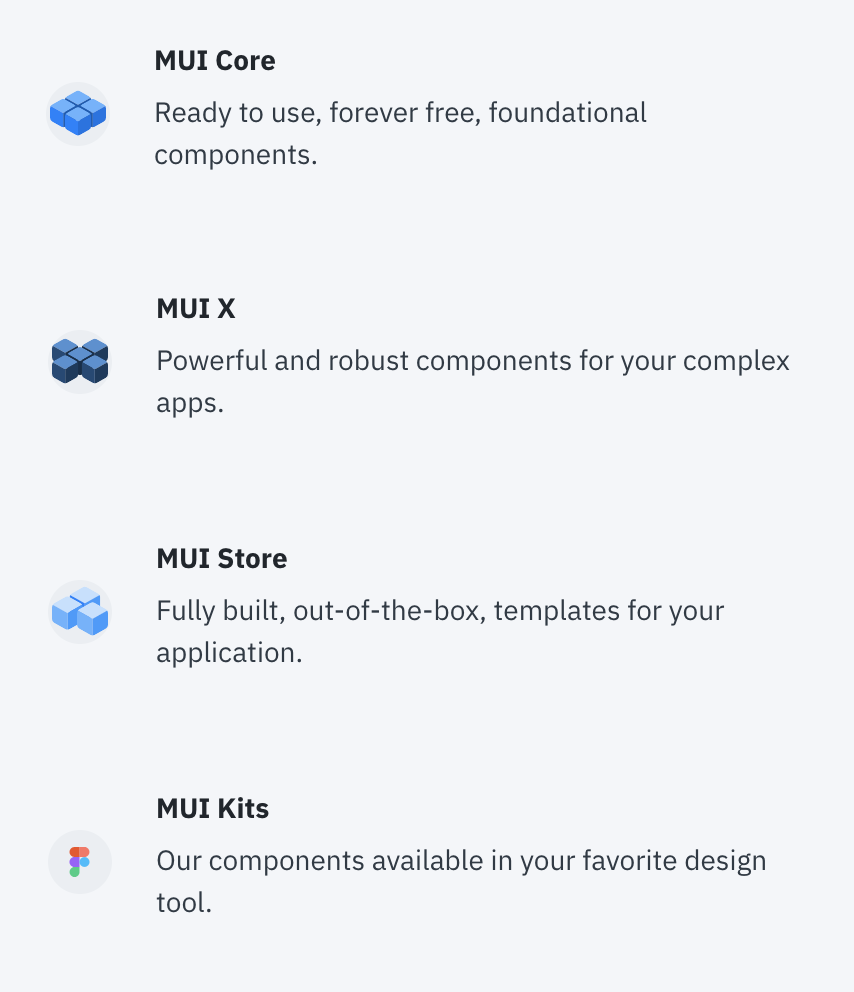 MUI Core
Ready to use, forever free, foundational
components.
MUI X
Powerful and robust components for your complex
apps.
MUI Store
Fully built, out-of-the-box, templates for your
application.
MUI Kits
Our components available in your favorite design
tool.